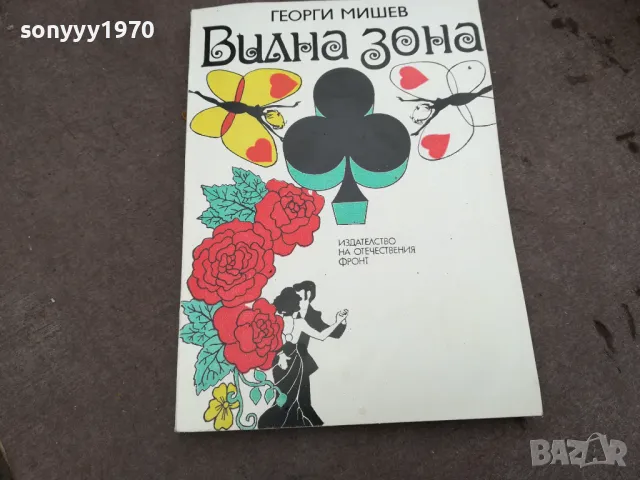 sonyyy1970
ГЕОРГИ МИШЕВ
Вилна зона
ИЗДАТЕЛСТВО
НА ОТЕЧЕСТВЕНИЯ
ФРОНТ
BAZAR